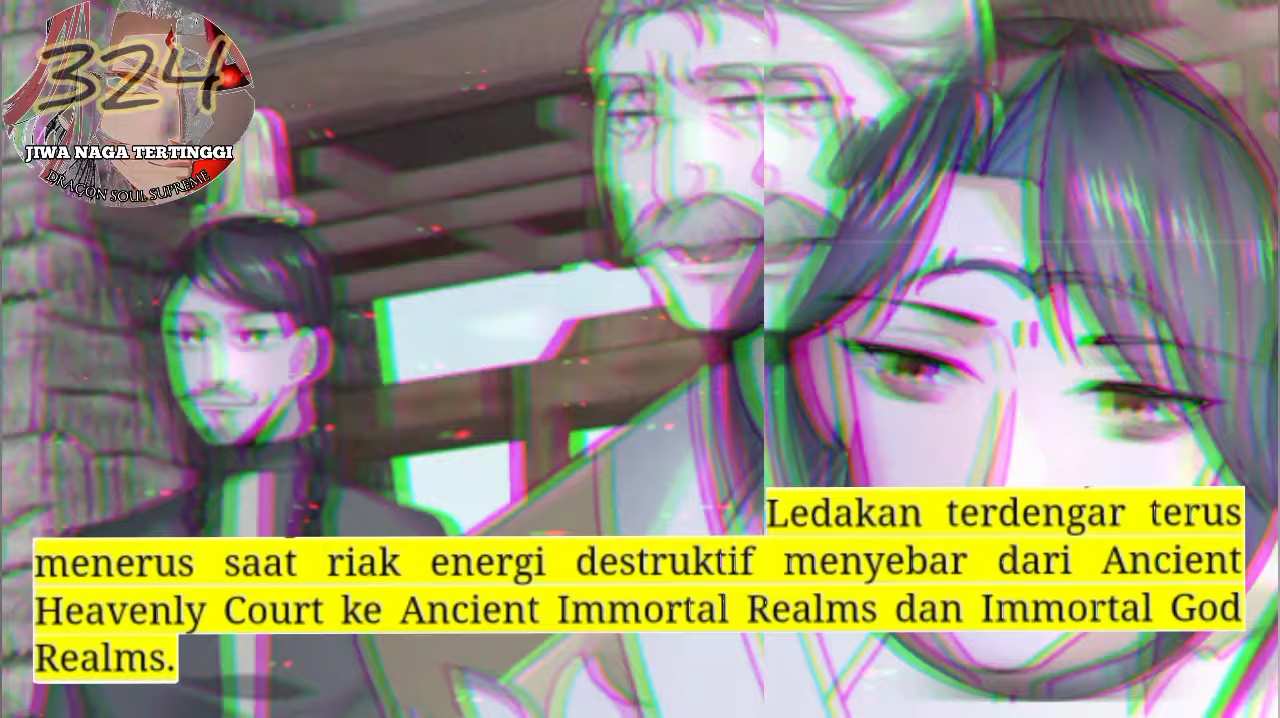 324
JIWA NAGA TERTINGGI
DRAGON SOUL SUPREME
Ledakan terdengar terus
menerus saat riak energi destruktif menyebar dari Ancient
Heavenly Court ke Ancient Immortal Realms dan Immortal God
Realms.